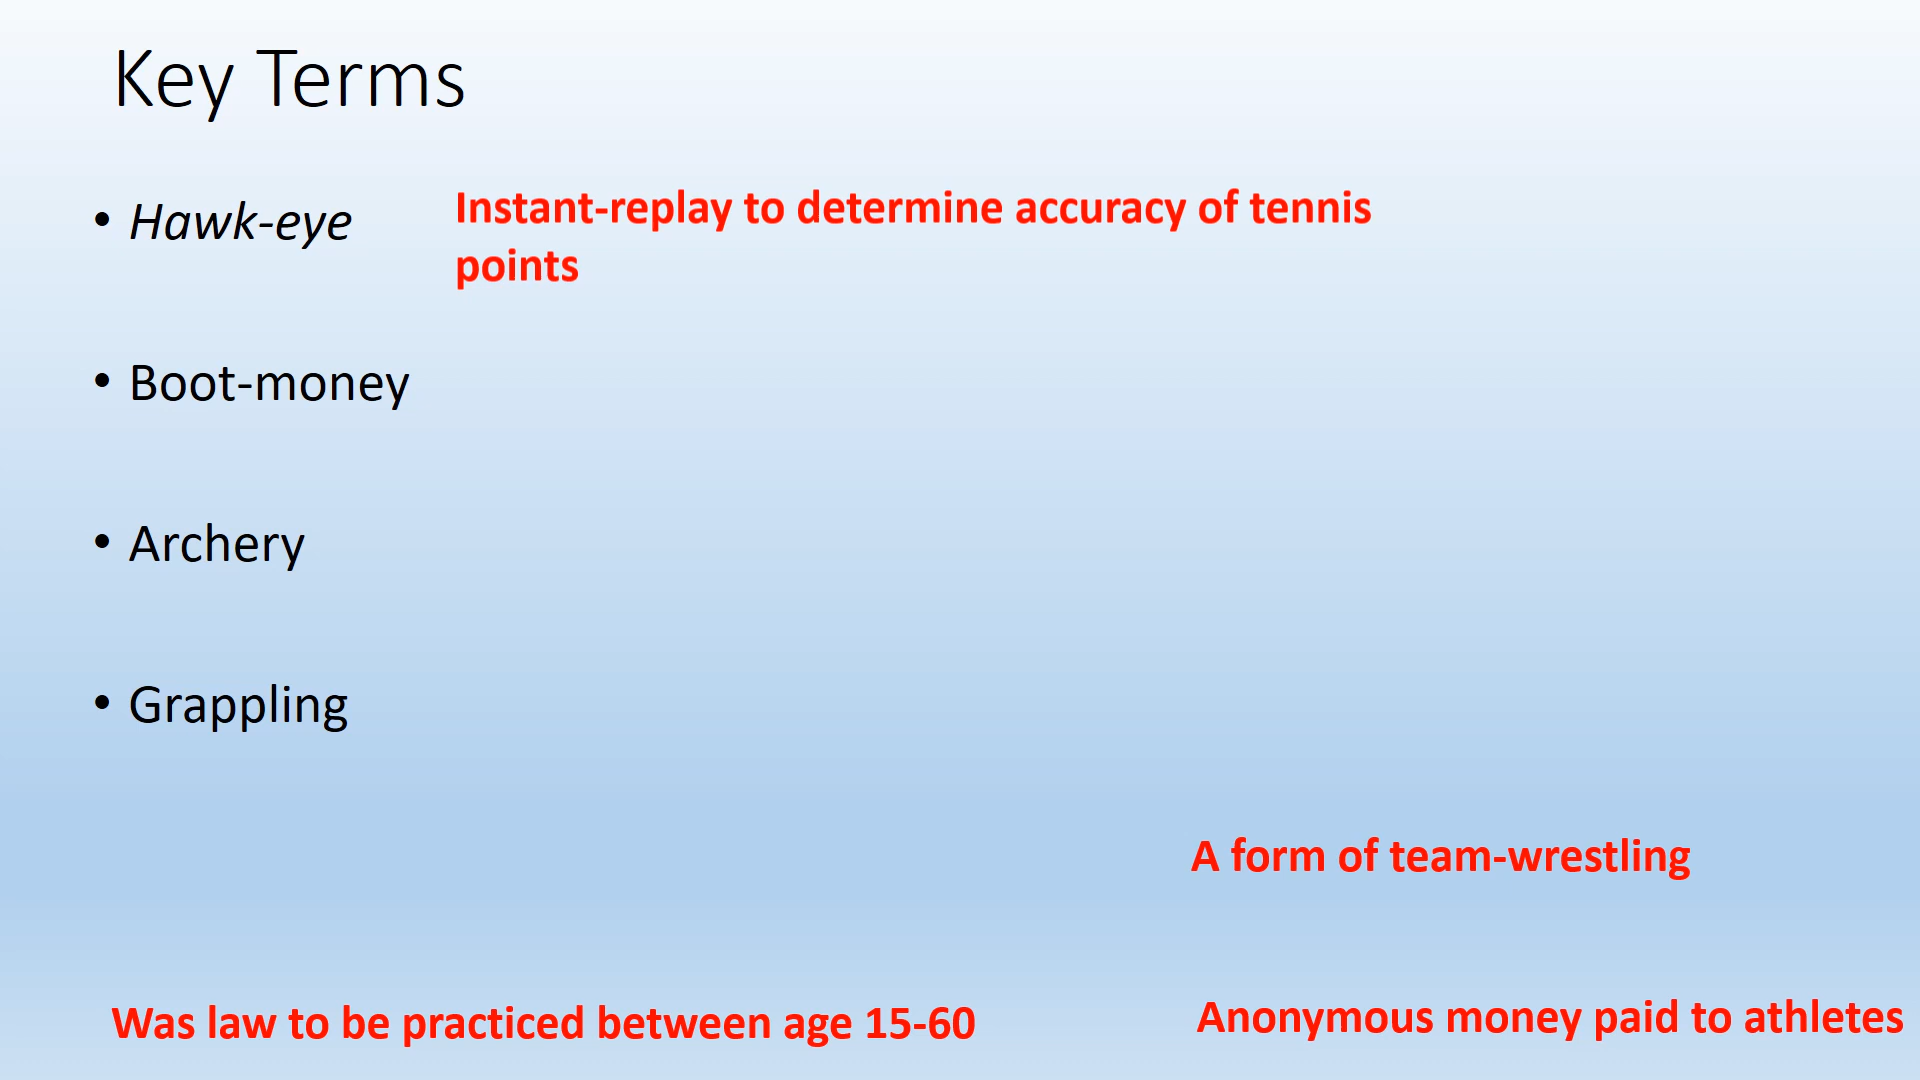 Key Terms
• Hawk-eye
Instant-replay to determine accuracy of tennis
points
• Boot-money
• Archery
• Grappling
A form of team-wrestling
Was law to be practiced between age 15-60
Anonymous money paid to athletes